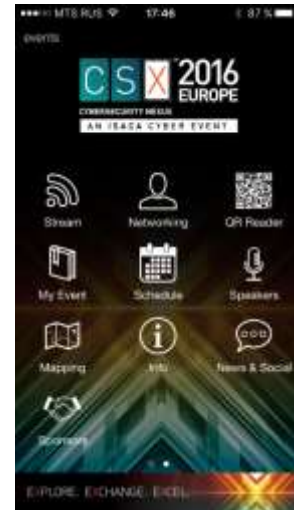 MTS RUS 17:46 87 %
events
CSX 2016
EUROPE
CYBERSECURITY NEXUS
AN ISACA CYBER EVENT
Stream Networking QR Reader
My Event Schedule Speakers
Mapping Info News & Social
Sponsors
EXPLORE. EXCHANGE. EXCEL.